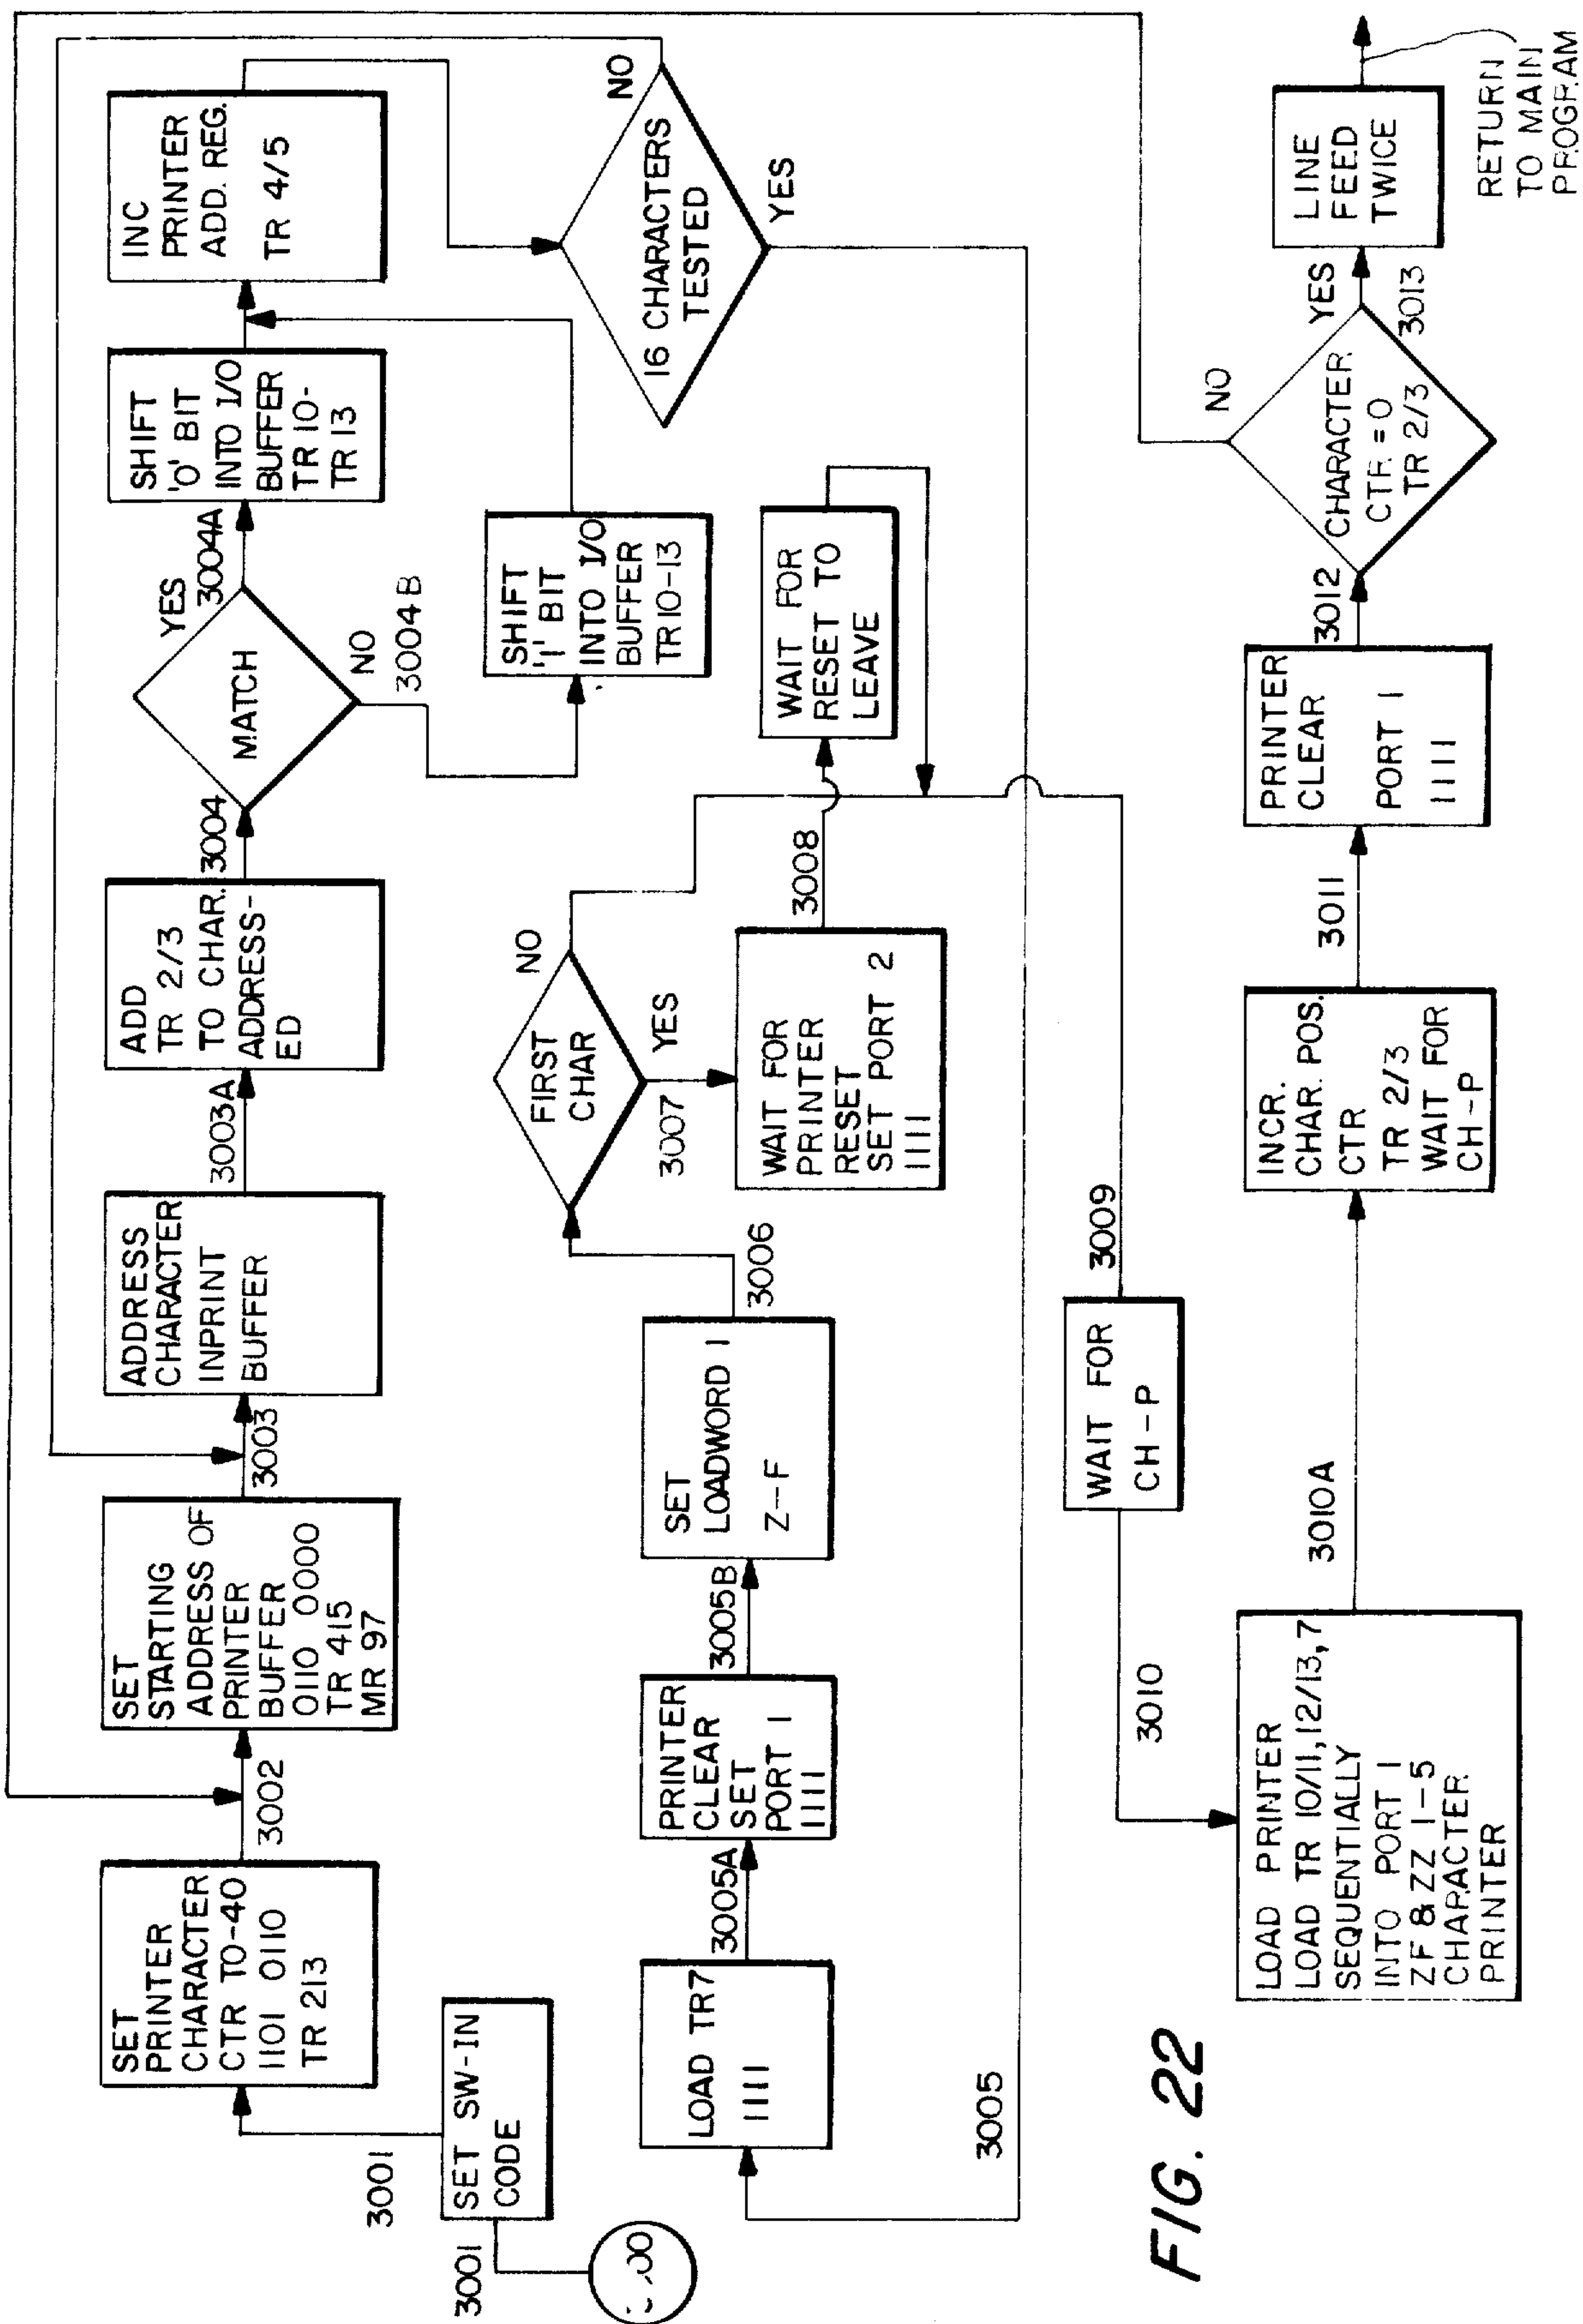 3001
SET SW-IN
CODE
3001
SET
PRINTER
CHARACTER
CTR TO-40
1101 0110
TR 213
3002
SET
STARTING
ADDRESS OF
PRINTER
BUFFER
0110 0000
TR 415
MR 97
3003
ADDRESS
CHARACTER
INPRINT
BUFFER
3003A
ADD
TR 2/3
TO CHAR.
ADDRESS-
ED
3004
MATCH
YES
3004A
NO
3004B
SHIFT
'0' BIT
INTO I/O
BUFFER
TR 10-
TR 13
SHIFT
'1' BIT
INTO I/O
BUFFER
TR10-13
INC
PRINTER
ADD. REG.
TR 4/5
16 CHARACTERS
TESTED
NO
YES
3005
LOAD TR7
1111
3005A
PRINTER
CLEAR
SET
PORT 1
1111
3005B
SET
LOADWORD 1
Z-F
3006
FIRST
CHAR
NO
YES
3007
WAIT FOR
PRINTER
RESET
SET PORT 2
1111
3008
WAIT FOR
RESET TO
LEAVE
3009
WAIT FOR
CH-P
3010
LOAD PRINTER
LOAD TR 10/11,12/13,7
SEQUENTIALLY
INTO PORT 1
ZF & ZZ 1-5
CHARACTER
PRINTER
3010A
INCR.
CHAR. POS.
CTR
TR 2/3
WAIT FOR
CH-P
3011
PRINTER
CLEAR
PORT 1
1111
3012
CHARACTER
CTR = 0
TR 2/3
NO
YES
3013
LINE
FEED
TWICE
RETURN
TO MAIN
PROGRAM
FIG. 22